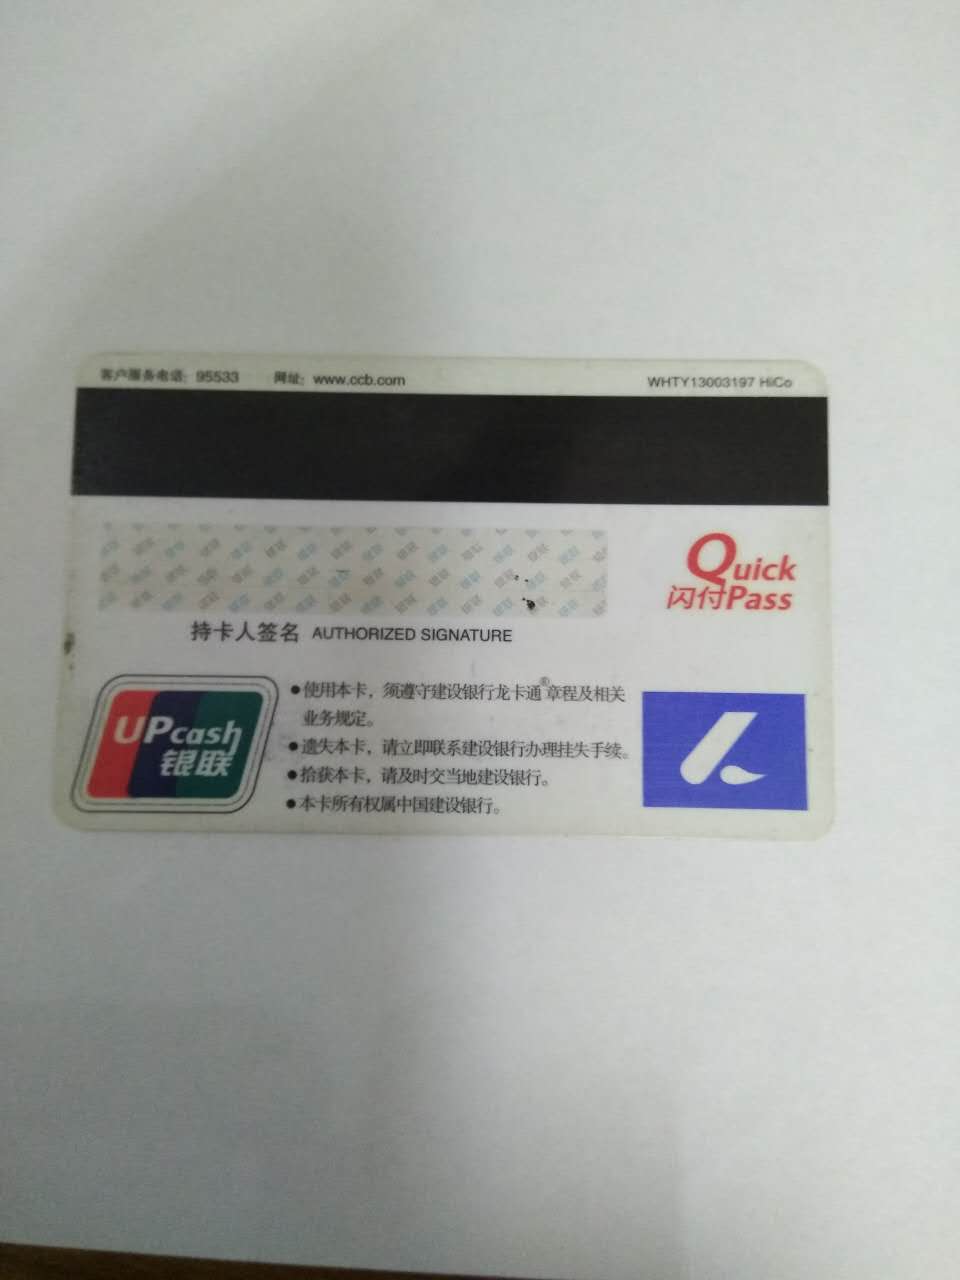 客户服务电话：95533 网址：www.ccb.com WHTY13003197 HiCo
Quick
闪付Pass
持卡人签名 AUTHORIZED SIGNATURE
UPcash
银联
●使用本卡，须遵守建设银行龙卡通®章程及相关
业务规定。
●遗失本卡，请立即联系建设银行办理挂失手续。
●拾获本卡，请及时交当地建设银行。
●本卡所有权属中国建设银行。